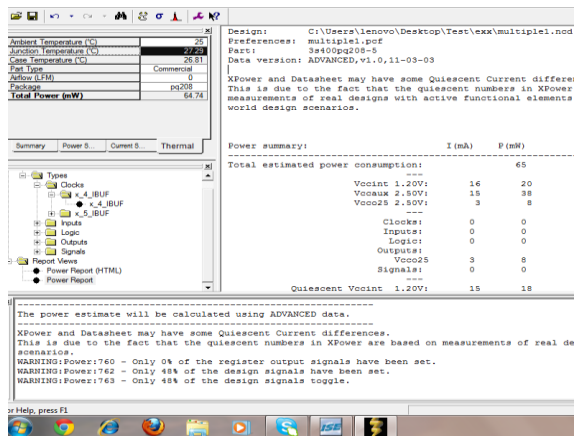 Ambient Temperature (°C) 25
Junction Temperature (°C) 27.29
Case Temperature (°C) 26.81
Part Type Commercial
Airflow (LFM) 0
Package pq208
Total Power (mW) 64.74
Summary Power S... Current S... Thermal
Types
Clocks
x_4_IBUF
x_4_IBUF
x_5_IBUF
Inputs
Logic
Outputs
Signals
Report Views
Power Report (HTML)
Power Report
Design: C:\Users\lenovo\Desktop\Test\exx\multiple1.ncd
Preferences: multiple1.pcf
Part: 3s400pq208-5
Data version: ADVANCED,v1.0,11-03-03
XPower and Datasheet may have some Quiescent Current differe
This is due to the fact that the quiescent numbers in XPower
measurements of real designs with active functional elements
world design scenarios.
Power summary: I(mA) P(mW)
Total estimated power consumption: 65
---
Vccint 1.20V: 16 20
Vccaux 2.50V: 15 38
Vcco25 2.50V: 3 8
---
Clocks: 0 0
Inputs: 0 0
Logic: 0 0
Outputs:
Vcco25 3 8
Signals: 0 0
---
Quiescent Vccint 1.20V: 15 18
The power estimate will be calculated using ADVANCED data.
XPower and Datasheet may have some Quiescent Current differences.
This is due to the fact that the quiescent numbers in XPower are based on measurements of real de
scenarios.
WARNING:Power:760 - Only 0% of the register output signals have been set.
WARNING:Power:762 - Only 48% of the design signals have been set.
WARNING:Power:763 - Only 48% of the design signals toggle.
or Help, press F1
ISE